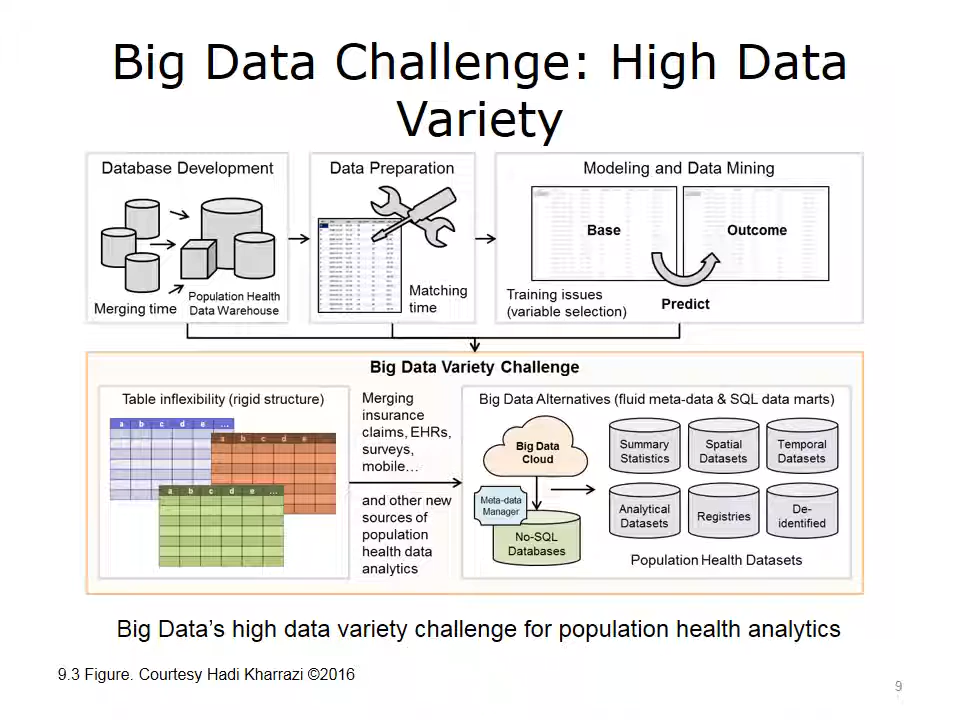 Big Data Challenge: High Data
Variety
Database Development
Merging time
Population Health
Data Warehouse
Data Preparation
Matching
time
Modeling and Data Mining
Base
Outcome
Training issues
(variable selection)
Predict
Big Data Variety Challenge
Table inflexibility (rigid structure)
a b c d e ...
a b c d e
a b c d e ...
Merging
insurance
claims, EHRs,
surveys,
mobile...
and other new
sources of
population
health data
analytics
Big Data Alternatives (fluid meta-data & SQL data marts)
Big Data
Cloud
Meta-data
Manager
No-SQL
Databases
Summary
Statistics
Spatial
Datasets
Temporal
Datasets
Analytical
Datasets
Registries
De-
identified
Population Health Datasets
Big Data's high data variety challenge for population health analytics
9.3 Figure. Courtesy Hadi Kharrazi ©2016
9